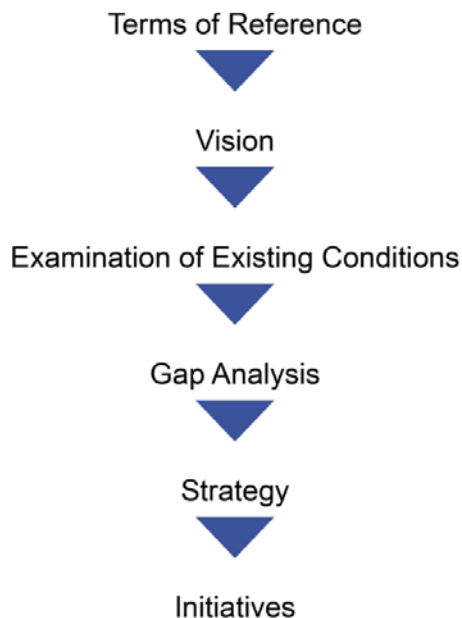 Terms of Reference
Vision
Examination of Existing Conditions
Gap Analysis
Strategy
Initiatives